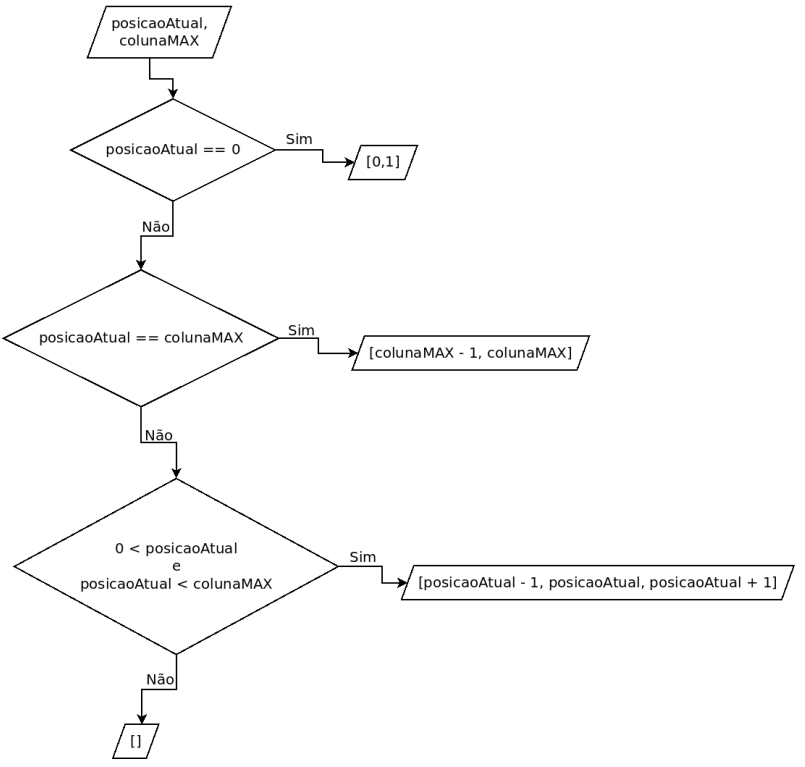 posicaoAtual,
colunaMAX
posicaoAtual == 0
Sim
[0,1]
Não
posicaoAtual == colunaMAX
Sim
[colunaMAX - 1, colunaMAX]
Não
0 < posicaoAtual
e
posicaoAtual < colunaMAX
Sim
[posicaoAtual - 1, posicaoAtual, posicaoAtual + 1]
Não
[]